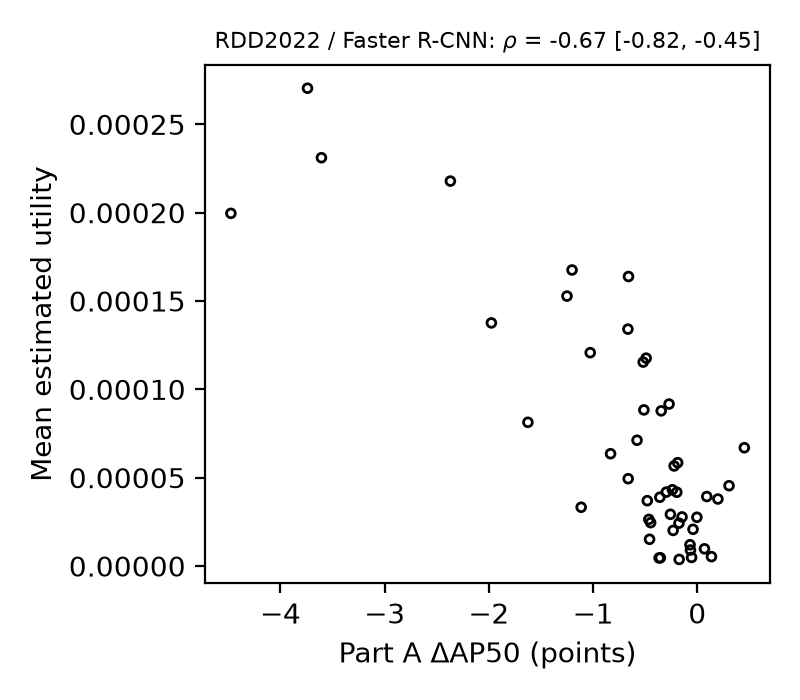 RDD2022 / Faster R-CNN: ρ = -0.67 [-0.82, -0.45]
Mean estimated utility
0.00025
0.00020
0.00015
0.00010
0.00005
0.00000
−4 −3 −2 −1 0
Part A ΔAP50 (points)